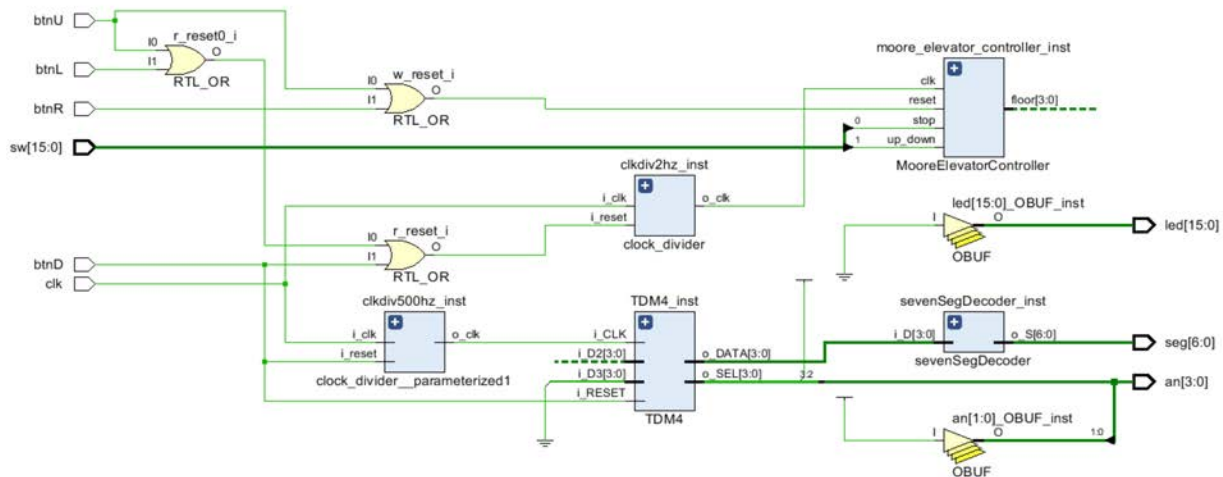 btnU
r_reset0_i
I0
O
I1
RTL_OR
btnL
w_reset_i
I0
O
I1
RTL_OR
btnR
moore_elevator_controller_inst
clk
reset
floor[3:0]
0
stop
1
up_down
MooreElevatorController
sw[15:0]
clkdiv2hz_inst
i_clk
o_clk
i_reset
clock_divider
led[15:0]_OBUF_inst
I
O
OBUF
led[15:0]
r_reset_i
I0
O
I1
RTL_OR
btnD
clk
clkdiv500hz_inst
i_clk
o_clk
i_reset
clock_divider__parameterized1
TDM4_inst
i_CLK
i_D2[3:0]
o_DATA[3:0]
i_D3[3:0]
o_SEL[3:0]
3:2
i_RESET
TDM4
sevenSegDecoder_inst
i_D[3:0]
o_S[6:0]
sevenSegDecoder
seg[6:0]
an[3:0]
an[1:0]_OBUF_inst
I
O
1:0
OBUF